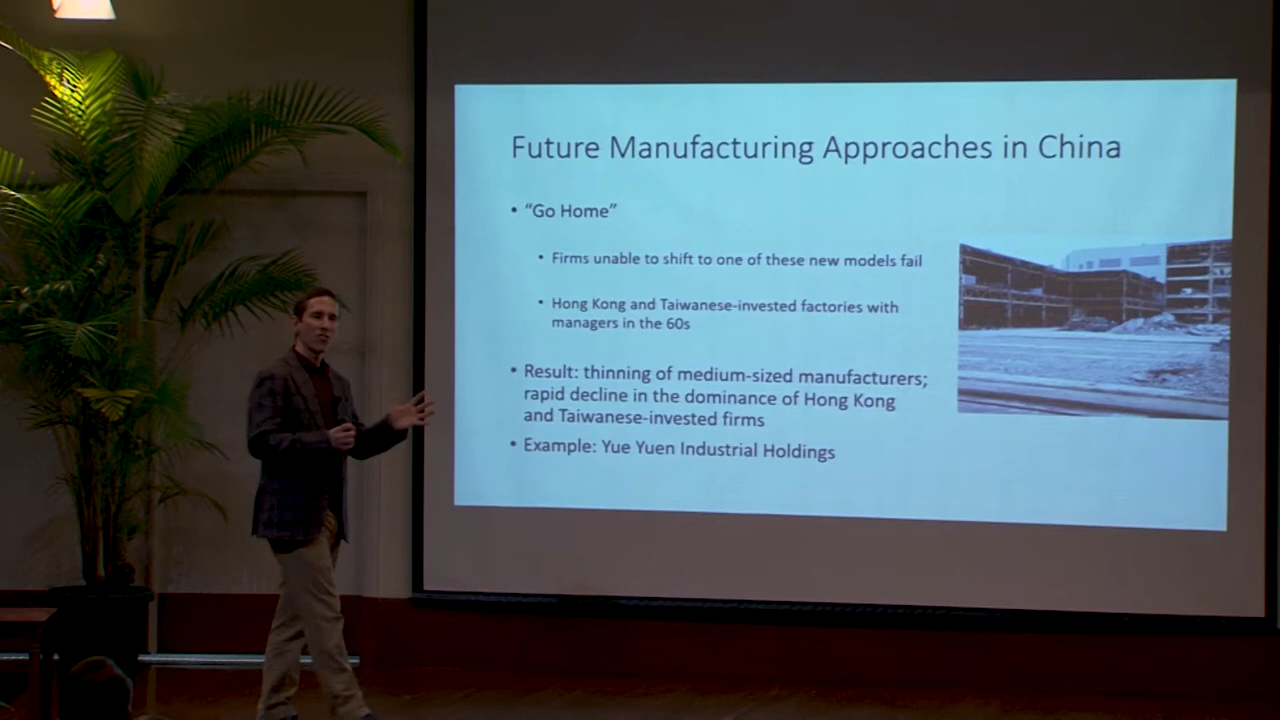 Future Manufacturing Approaches in China
• “Go Home”
• Firms unable to shift to one of these new models fail
• Hong Kong and Taiwanese-invested factories with
managers in the 60s
• Result: thinning of medium-sized manufacturers;
rapid decline in the dominance of Hong Kong
and Taiwanese-invested firms
• Example: Yue Yuen Industrial Holdings